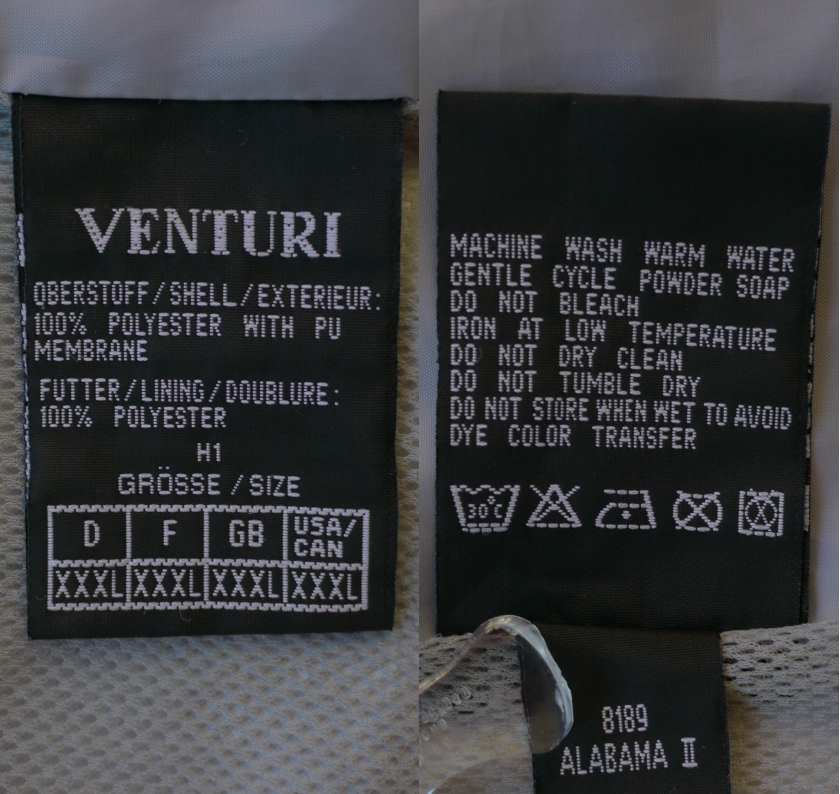 VENTURI
OBERSTOFF/SHELL/EXTERIEUR:
100% POLYESTER WITH PU
MEMBRANE
FUTTER/LINING/DOUBLURE:
100% POLYESTER
H1
GRÖSSE/SIZE
D F GB USA/
CAN
XXXL XXXL XXXL XXXL
MACHINE WASH WARM WATER
GENTLE CYCLE POWDER SOAP
DO NOT BLEACH
IRON AT LOW TEMPERATURE
DO NOT DRY CLEAN
DO NOT TUMBLE DRY
DO NOT STORE WHEN WET TO AVOID
DYE COLOR TRANSFER
30°C
8189
ALABAMA II